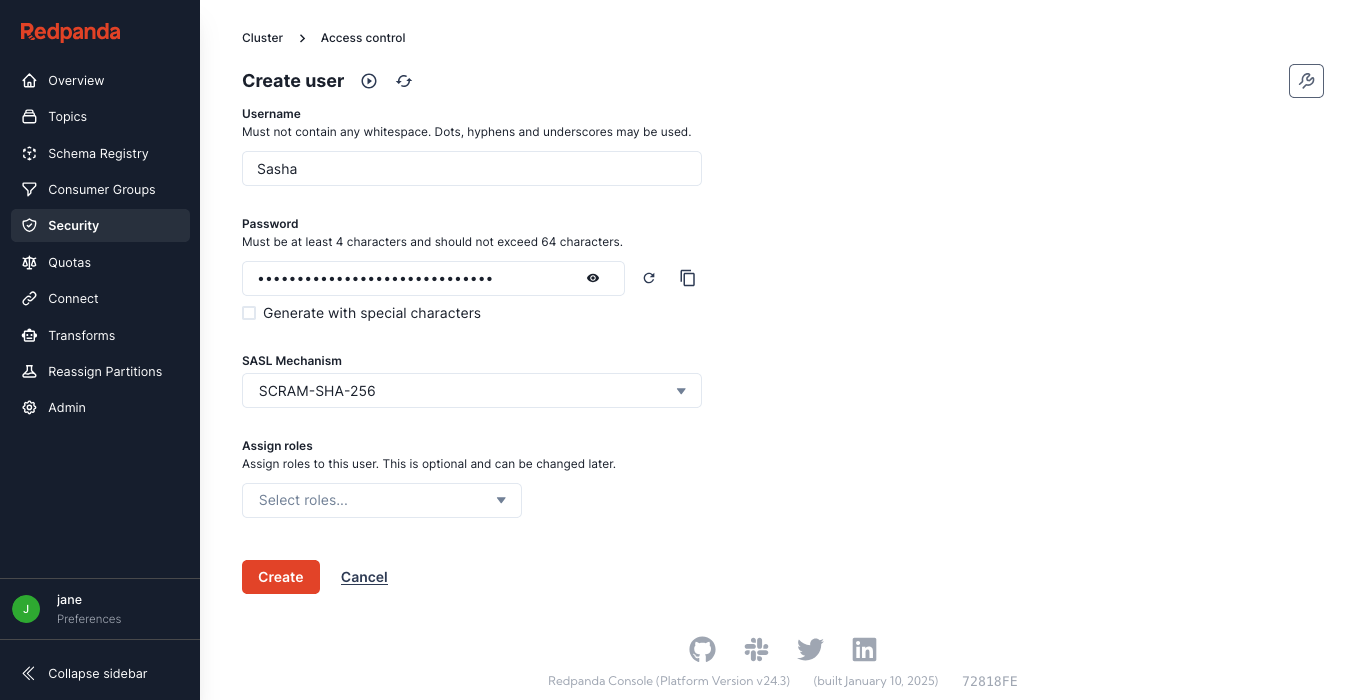 Redpanda
Overview
Topics
Schema Registry
Consumer Groups
Security
Quotas
Connect
Transforms
Reassign Partitions
Admin
J
jane
Preferences
Collapse sidebar
Cluster > Access control
Create user
Username
Must not contain any whitespace. Dots, hyphens and underscores may be used.
Sasha
Password
Must be at least 4 characters and should not exceed 64 characters.
••••••••••••••••••••••••••••••
Generate with special characters
SASL Mechanism
SCRAM-SHA-256
Assign roles
Assign roles to this user. This is optional and can be changed later.
Select roles...
Create Cancel
Redpanda Console (Platform Version v24.3) (built January 10, 2025) 72818FE